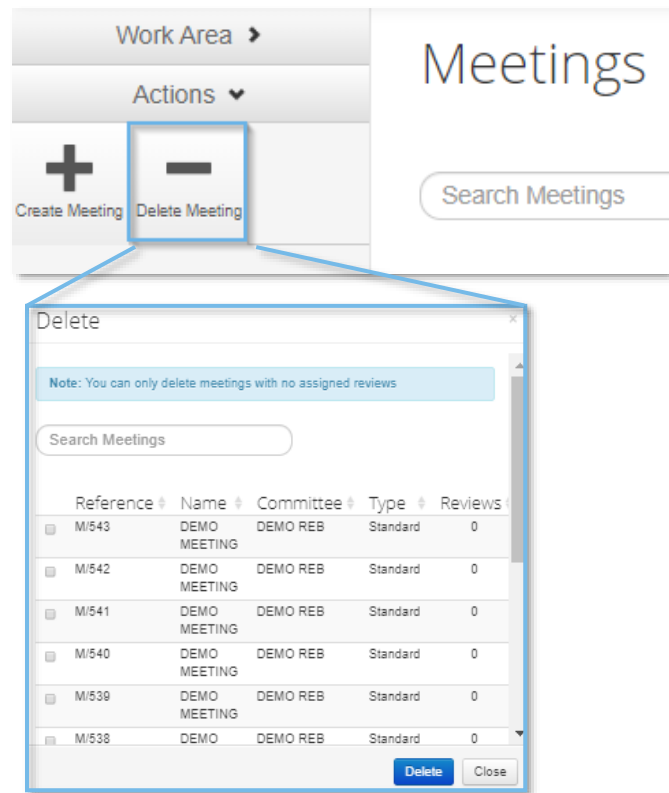 Work Area
Meetings
Actions
Create Meeting Delete Meeting
Search Meetings
Delete
Note: You can only delete meetings with no assigned reviews
Search Meetings
Reference Name Committee Type Reviews
M/543 DEMO MEETING DEMO REB Standard 0
M/542 DEMO MEETING DEMO REB Standard 0
M/541 DEMO MEETING DEMO REB Standard 0
M/540 DEMO MEETING DEMO REB Standard 0
M/539 DEMO MEETING DEMO REB Standard 0
M/538 DEMO DEMO REB Standard 0
Delete Close